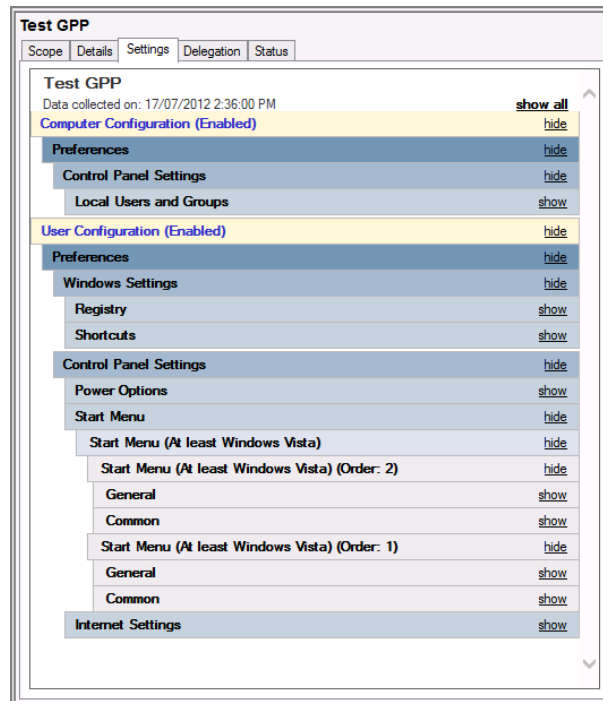 Test GPP
Scope Details Settings Delegation Status
Test GPP
Data collected on: 17/07/2012 2:36:00 PM show all
Computer Configuration (Enabled) hide
Preferences hide
Control Panel Settings hide
Local Users and Groups show
User Configuration (Enabled) hide
Preferences hide
Windows Settings hide
Registry show
Shortcuts show
Control Panel Settings hide
Power Options show
Start Menu hide
Start Menu (At least Windows Vista) hide
Start Menu (At least Windows Vista) (Order: 2) hide
General show
Common show
Start Menu (At least Windows Vista) (Order: 1) hide
General show
Common show
Internet Settings show